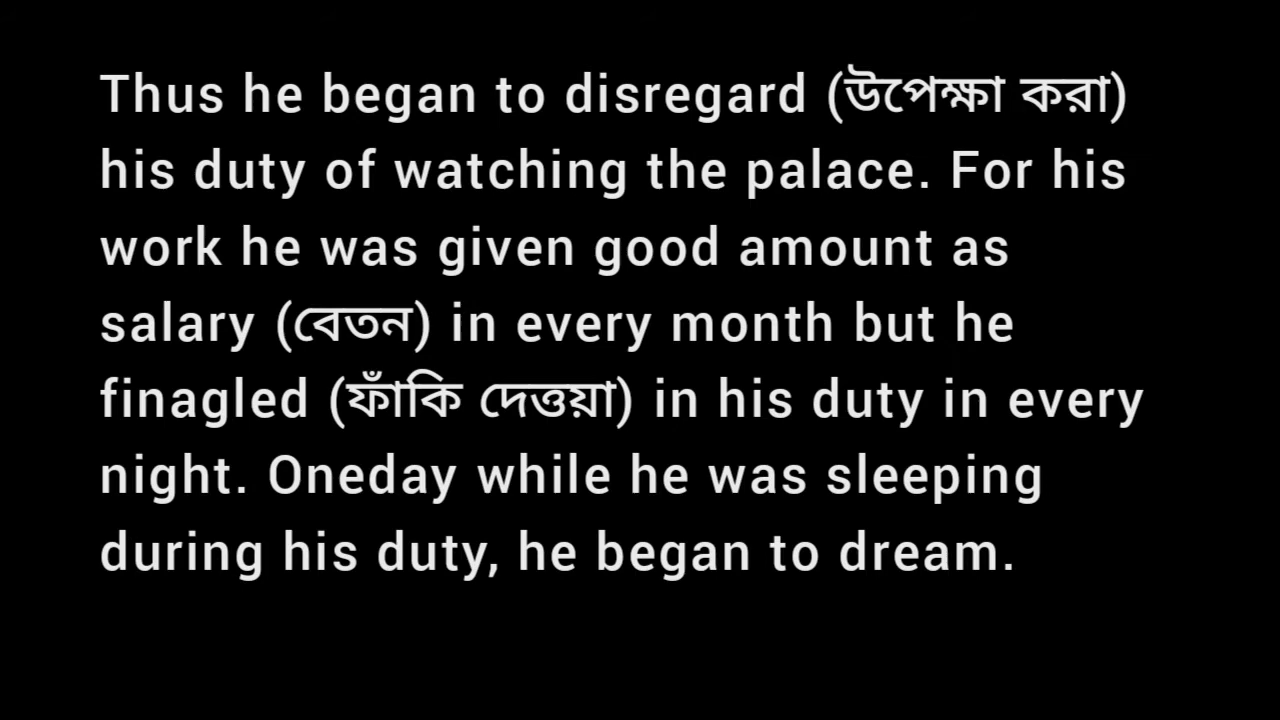 Thus he began to disregard (উপেক্ষা করা)
his duty of watching the palace. For his
work he was given good amount as
salary (বেতন) in every month but he
finagled (ফাঁকি দেত্তয়া) in his duty in every
night. Oneday while he was sleeping
during his duty, he began to dream.